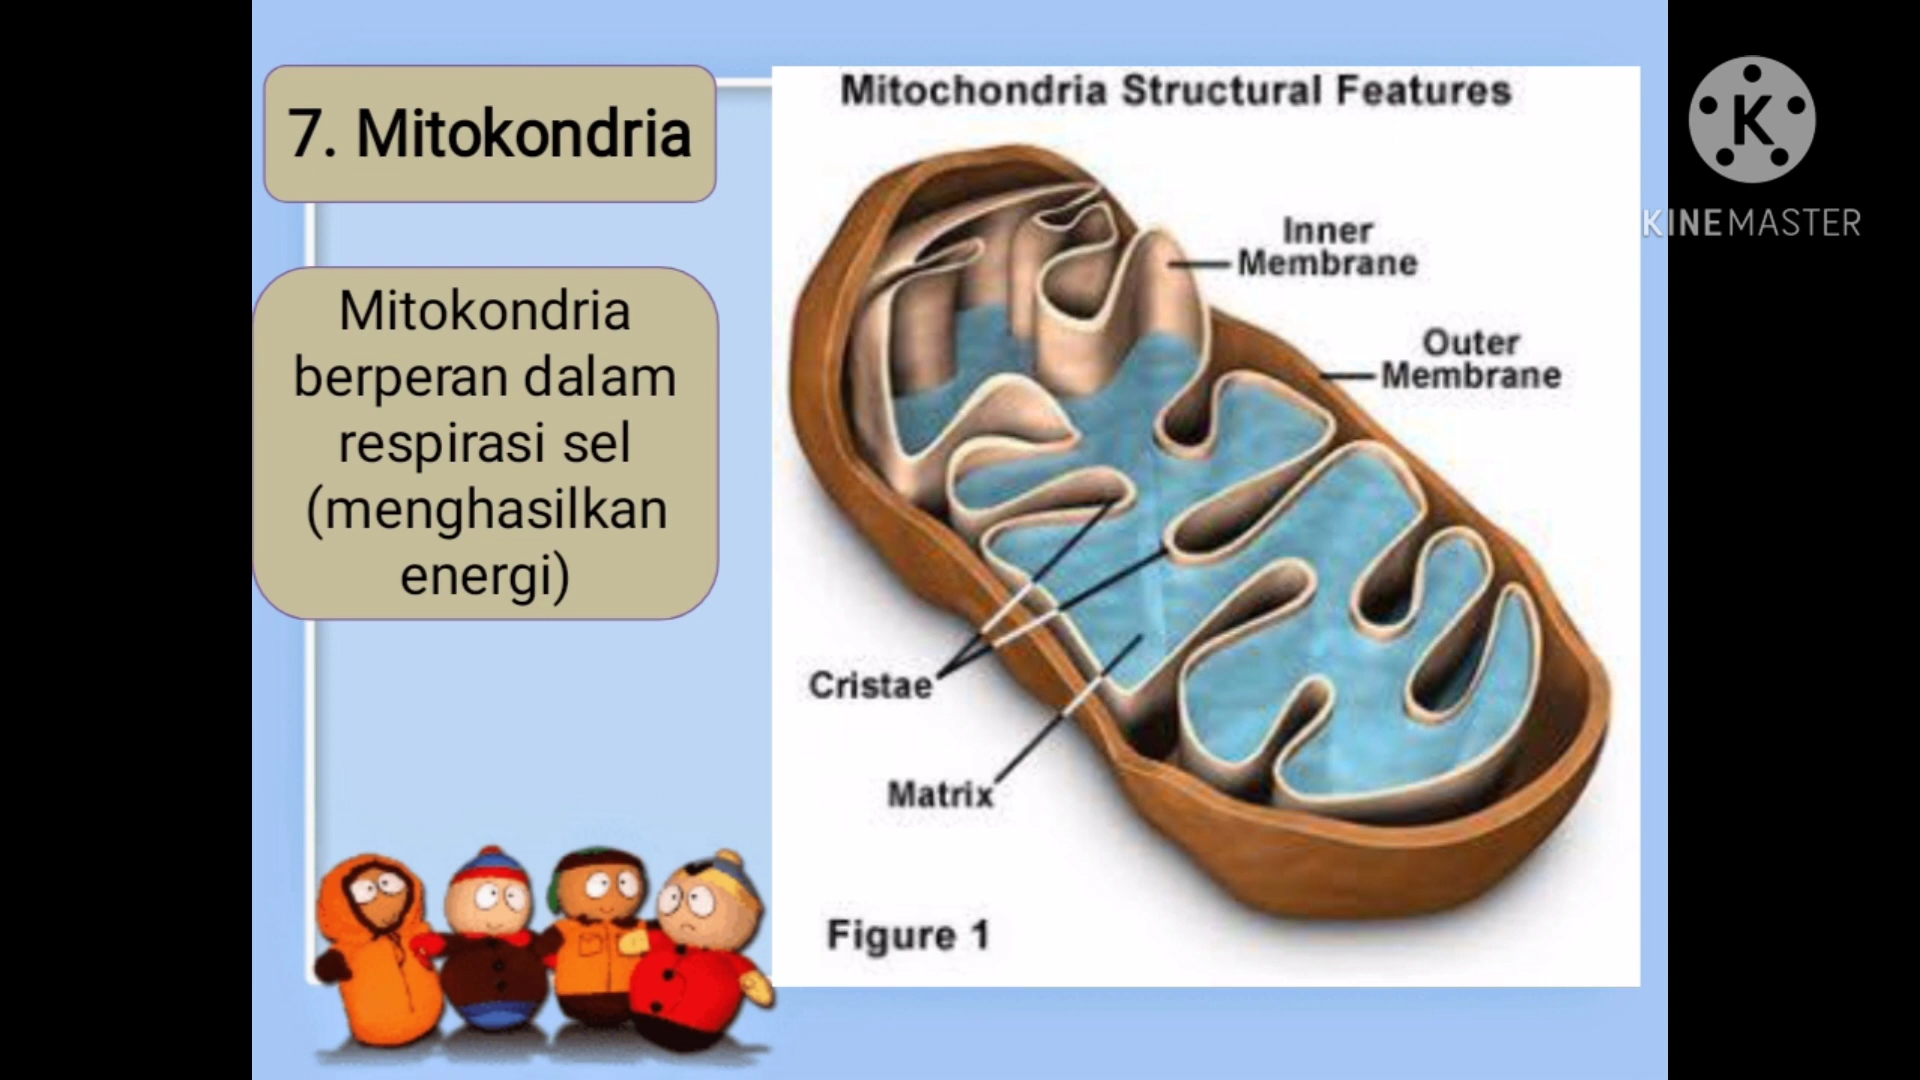 7. Mitokondria
Mitokondria
berperan dalam
respirasi sel
(menghasilkan
energi)
Mitochondria Structural Features
Inner
Membrane
Outer
Membrane
Cristae
Matrix
Figure 1
K
KINEMASTER